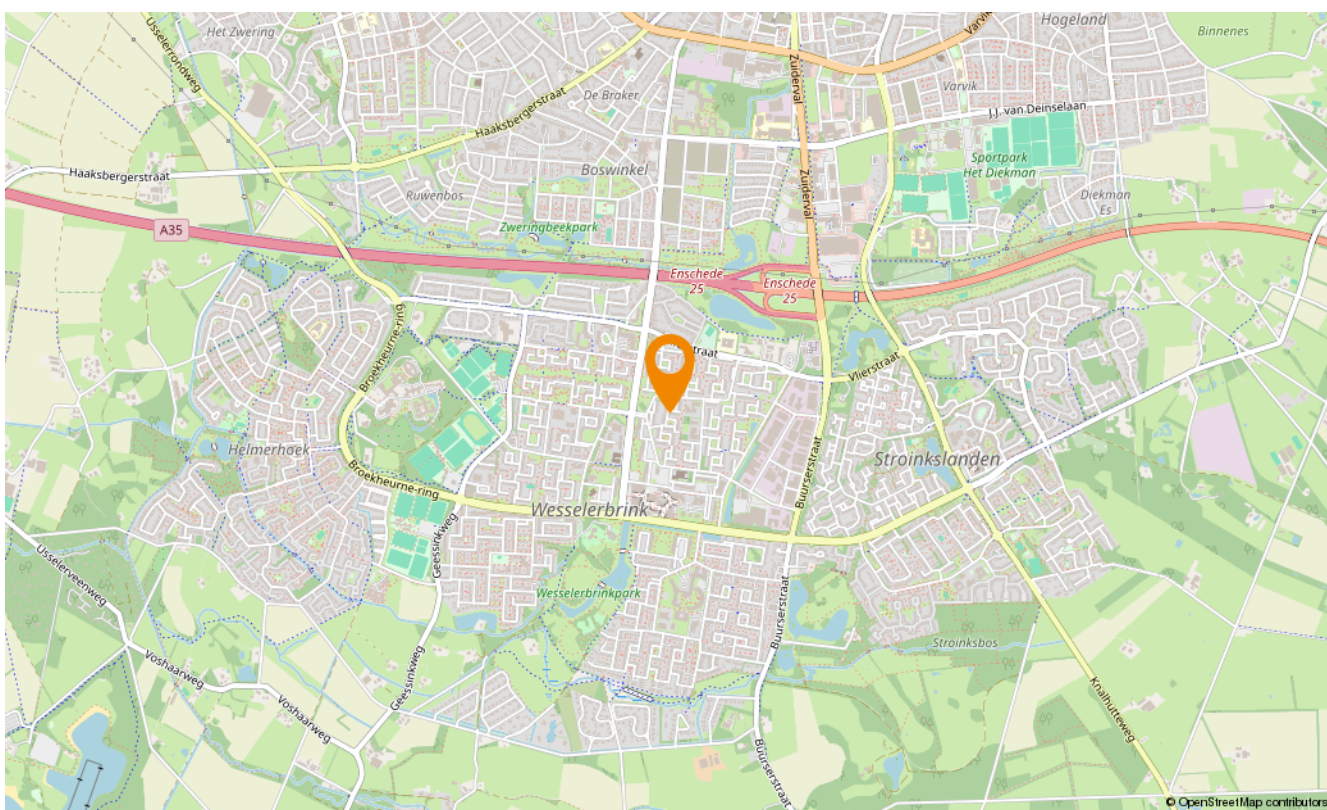 Het Zwering
Usselerrondweg
De Braker
Haaksbergerstraat
Hogeland
Varvik
Binnenes
Zuiderval
Varvik
J.J. van Deinselaan
Haaksbergerstraat
Ruwenbos
Boswinkel
Zuiderval
Sportpark
Het Diekman
Diekman
Es
A35
Zweringbeekpark
Enschede
25
Enschede
25
Broekheurne-ring
straat
Vlierstraat
Helmerhoek
Broekheurne-ring
Buurserstraat
Stroinkslanden
Wesselerbrink
Geessinkweg
Usselerveenweg
Wesselerbrinkpark
Buurserstraat
Stroinksbos
Voshaarweg
Geessinkweg
Voshaarweg
Knalhutteweg
Buurserstraat
© OpenStreetMap contributors